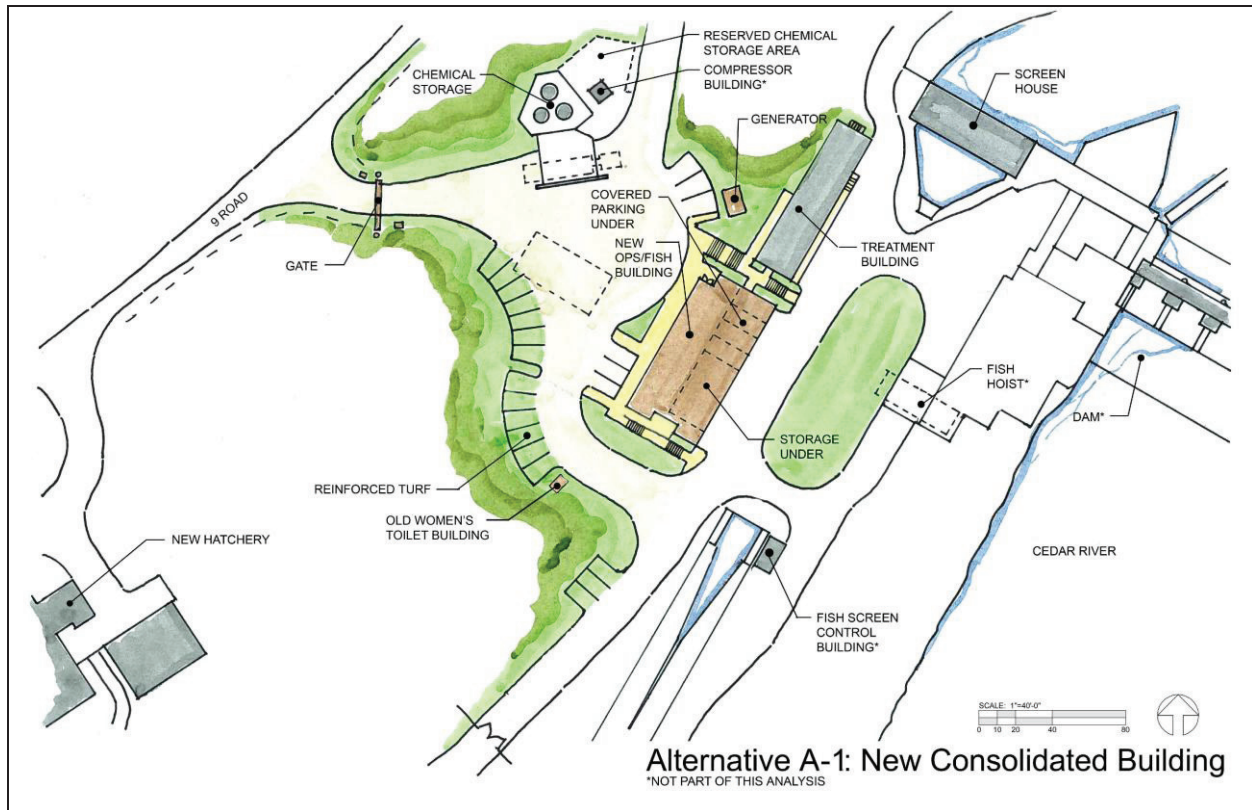 RESERVED CHEMICAL
STORAGE AREA
COMPRESSOR
BUILDING*
CHEMICAL
STORAGE
SCREEN
HOUSE
GENERATOR
COVERED
PARKING
UNDER
9 ROAD
GATE
NEW
OPS/FISH
BUILDING
TREATMENT
BUILDING
FISH
HOIST*
DAM*
STORAGE
UNDER
REINFORCED TURF
OLD WOMEN'S
TOILET BUILDING
NEW HATCHERY
CEDAR RIVER
FISH SCREEN
CONTROL
BUILDING*
SCALE: 1"=40'-0"
0 10 20 40 80
Alternative A-1: New Consolidated Building
*NOT PART OF THIS ANALYSIS